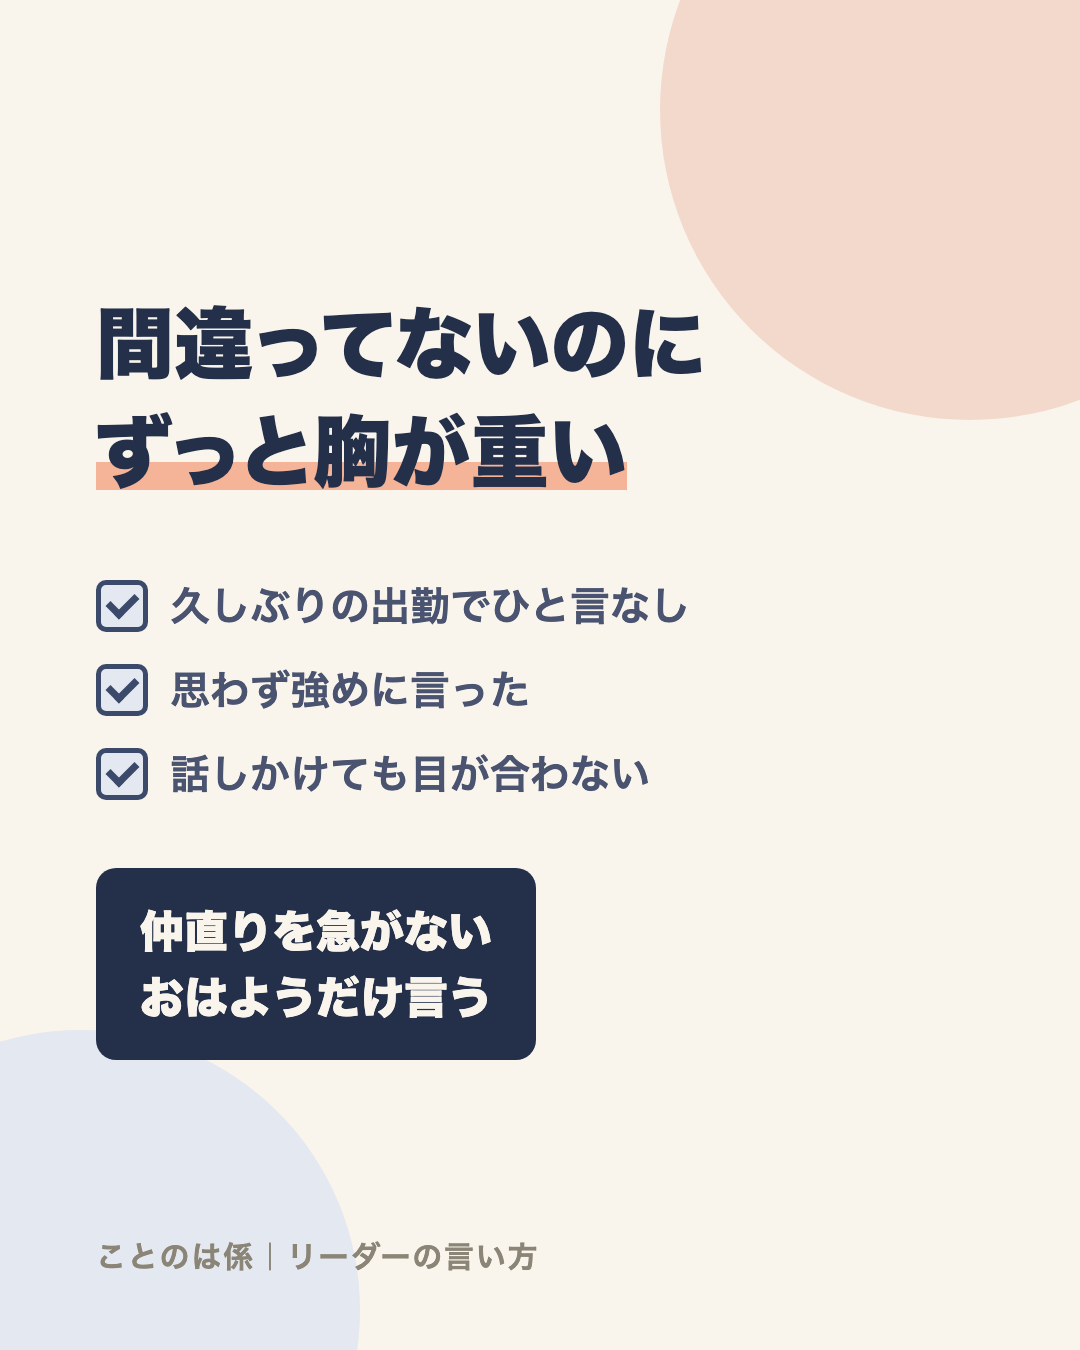 間違ってないのに
ずっと胸が重い
久しぶりの出勤でひと言なし
思わず強めに言った
話しかけても目が合わない
仲直りを急がない
おはようだけ言う
ことのは係｜リーダーの言い方